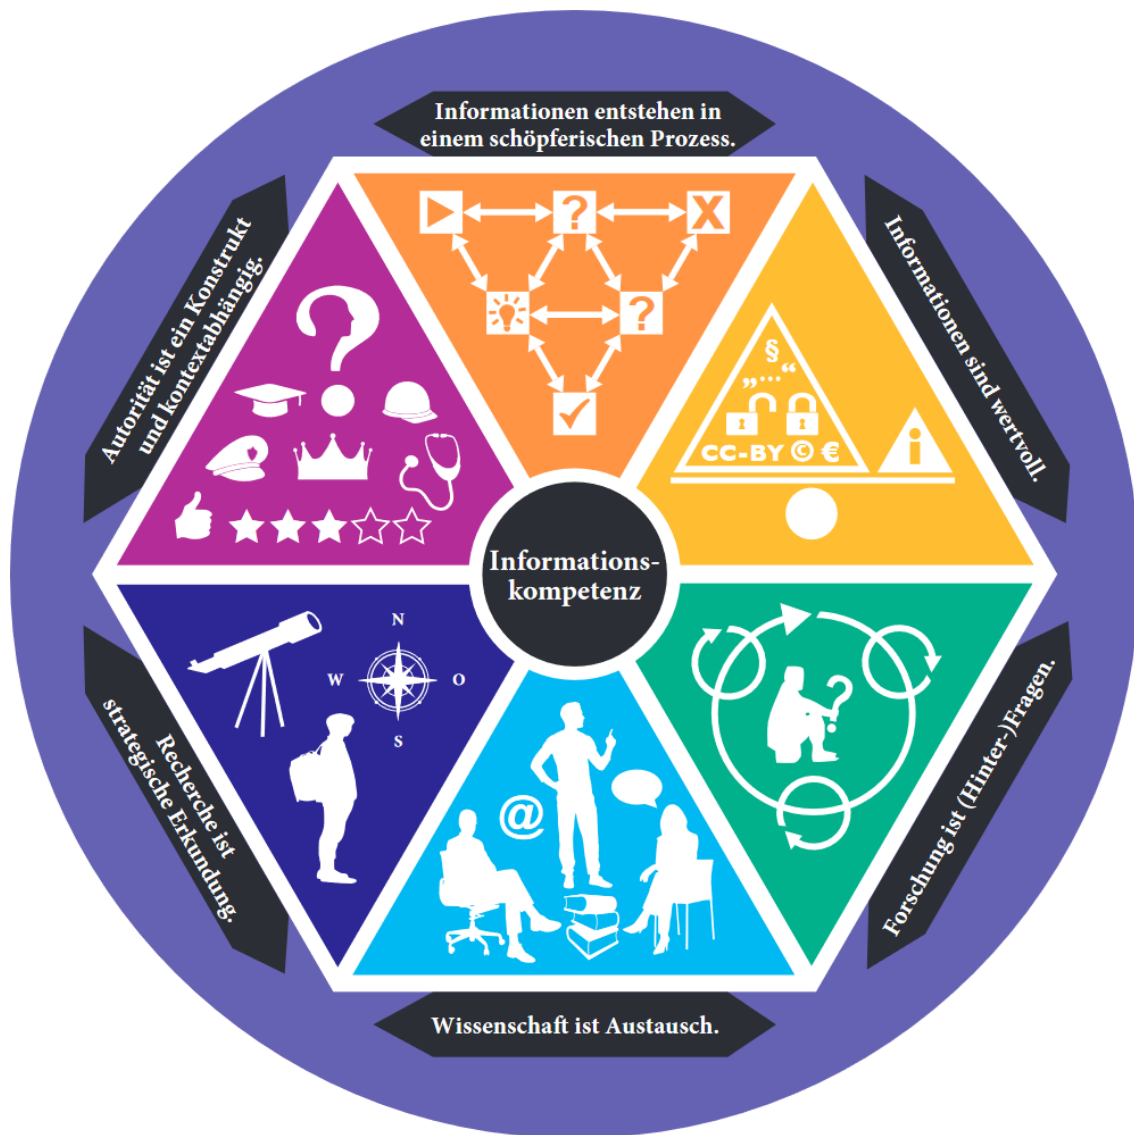 Informationen entstehen in
einem schöpferischen Prozess.
Autorität ist ein Konstrukt
und kontextabhängig.
Informationen sind wertvoll.
?
X
?
?
§
„…“
CC-BY © €
i
Informations-
kompetenz
N
W
O
S
@
?
Recherche ist
strategische Erkundung.
Forschung ist (Hinter-)Fragen.
Wissenschaft ist Austausch.